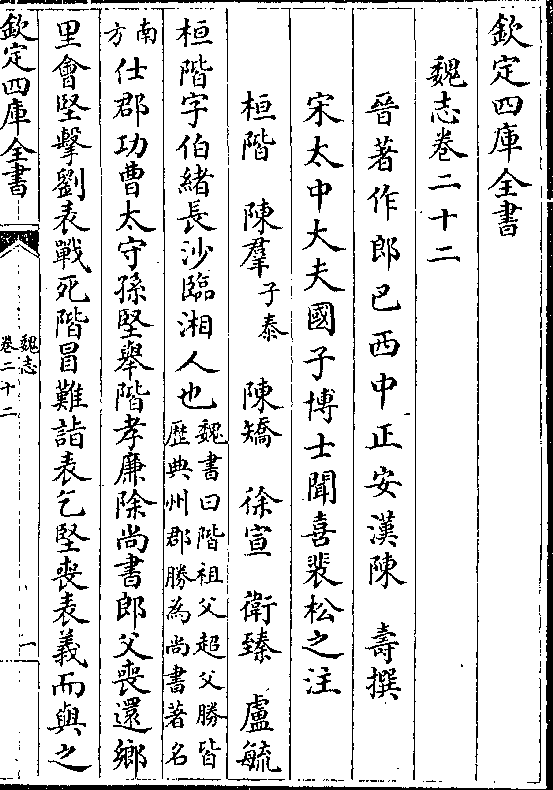 欽定四庫全書
魏志卷二十二
晉著作郎巴西中正安漢陳　壽撰
宋太中大夫國子博士聞喜裴松之注
桓階　陳羣子泰　陳矯　徐宣　衛臻　盧毓
桓階字伯緒長沙臨湘人也魏書曰階祖父超父勝皆歷典州郡勝為尚書著名
南方仕郡功曹太守孫堅舉階孝廉除尚書郎父喪還鄉
里會堅擊劉表戰死階冒難詣表乞堅喪表義而與之
欽定四庫全書
魏志
卷二十二
一